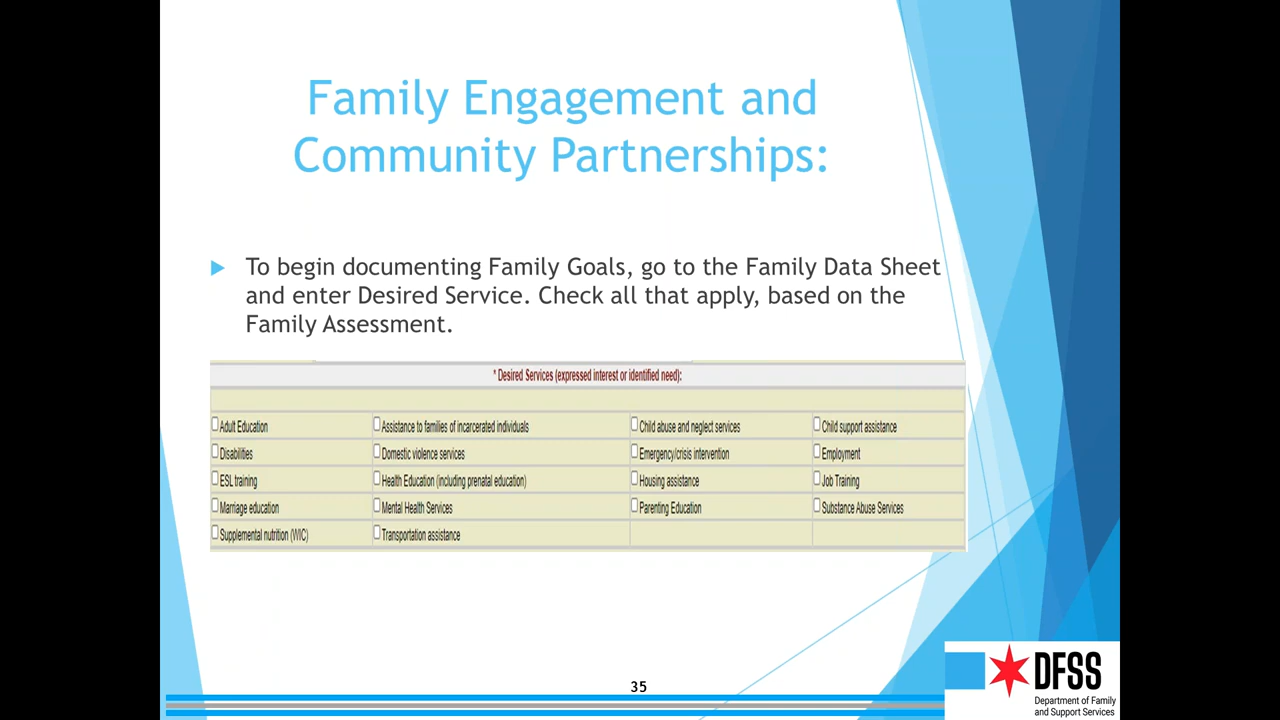 Family Engagement and
Community Partnerships:
To begin documenting Family Goals, go to the Family Data Sheet
and enter Desired Service. Check all that apply, based on the
Family Assessment.
* Desired Services (expressed interest or identified need):
Adult Education Assistance to families of incarcerated individuals Child abuse and neglect services Child support assistance
Disabilities Domestic violence services Emergency/crisis intervention Employment
ESL training Health Education (including prenatal education) Housing assistance Job Training
Marriage education Mental Health Services Parenting Education Substance Abuse Services
Supplemental nutrition (WIC) Transportation assistance
35
DFSS
Department of Family
and Support Services